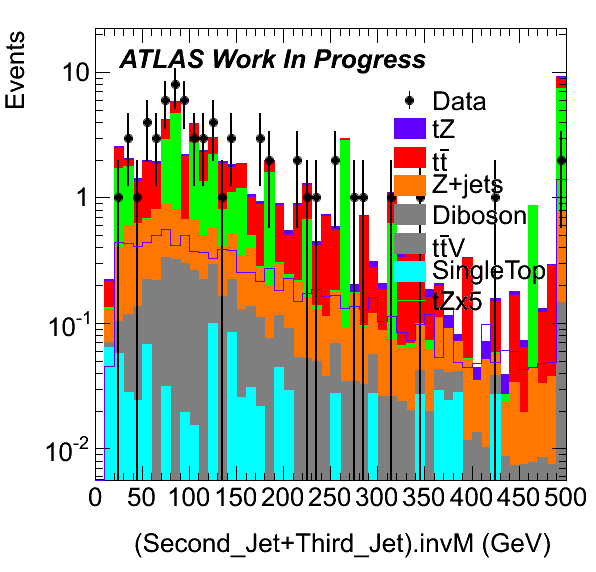 ATLAS Work In Progress
Events
10
1
10⁻¹
10⁻²
Data
tZ
tt̄
Z+jets
Diboson
tt̄V
SingleTop
tZx5
0 50 100 150 200 250 300 350 400 450 500
(Second_Jet+Third_Jet).invM (GeV)